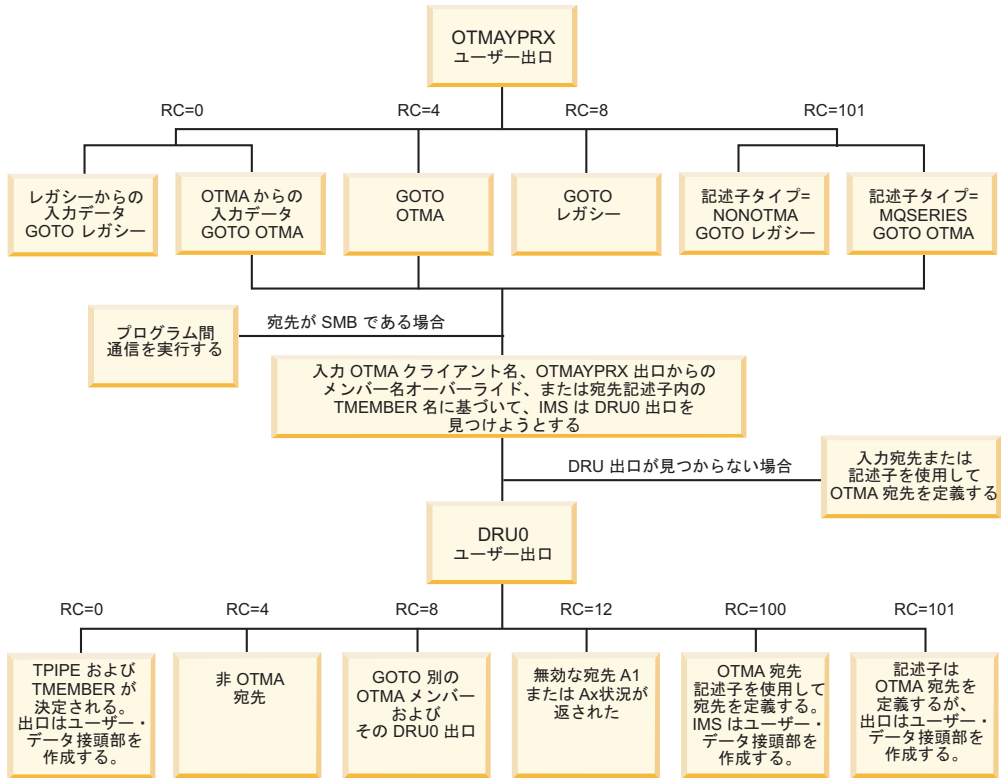 OTMAYPRX
ユーザー出口
RC=0
RC=4
RC=8
RC=101
レガシーからの
入力データ
GOTO レガシー
OTMA からの
入力データ
GOTO OTMA
GOTO
OTMA
GOTO
レガシー
記述子タイプ=
NONOTMA
GOTO レガシー
記述子タイプ=
MQSERIES
GOTO OTMA
宛先が SMB である場合
プログラム間
通信を実行する
入力 OTMA クライアント名、OTMAYPRX 出口からの
メンバー名オーバーライド、または宛先記述子内の
TMEMBER 名に基づいて、IMS は DRU0 出口を
見つけようとする
DRU 出口が見つからない場合
入力宛先または
記述子を使用して
OTMA 宛先を定義する
DRU0
ユーザー出口
RC=0
RC=4
RC=8
RC=12
RC=100
RC=101
TPIPE および
TMEMBER が
決定される。
出口はユーザー・
データ接頭部を
作成する。
非 OTMA
宛先
GOTO 別の
OTMA メンバー
および
その DRU0 出口
無効な宛先 A1
または Ax状況が
返された
OTMA 宛先
記述子を使用して
宛先を定義する。
IMS はユーザー・
データ接頭部を
作成する。
記述子は
OTMA 宛先を
定義するが、
出口はユーザー・
データ接頭部を
作成する。